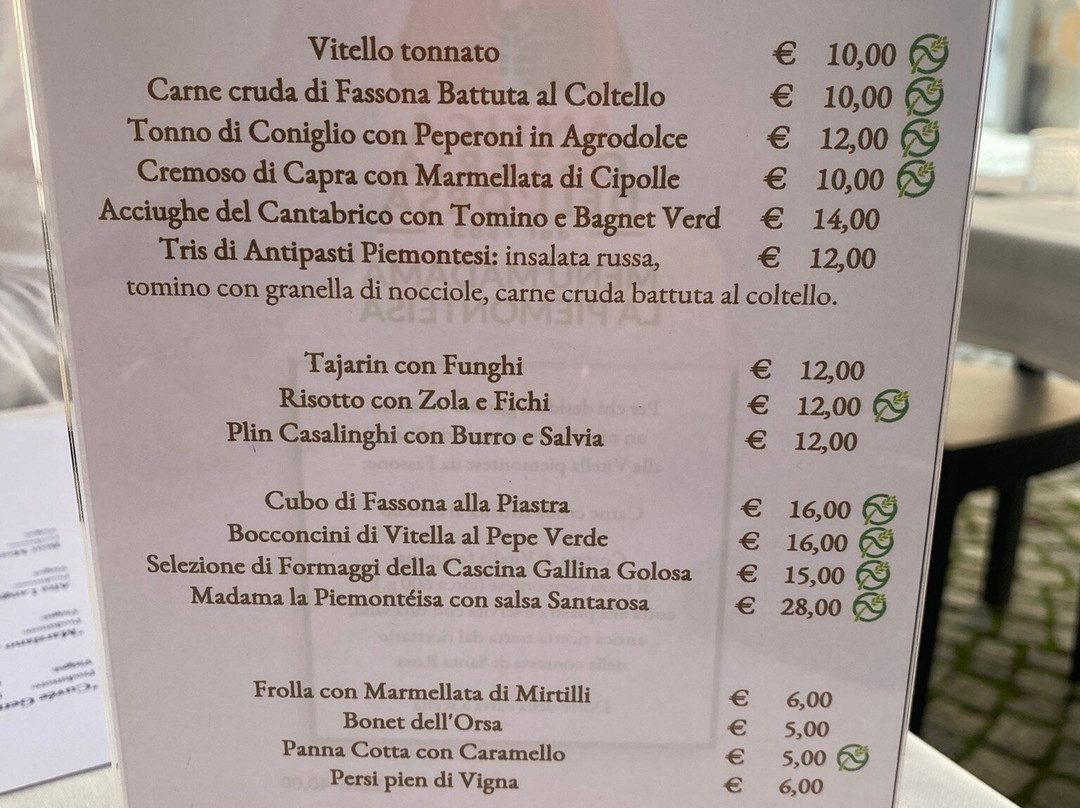 Vitello tonnato € 10,00
Carne cruda di Fassona Battuta al Coltello € 10,00
Tonno di Coniglio con Peperoni in Agrodolce € 12,00
Cremoso di Capra con Marmellata di Cipolle € 10,00
Acciughe del Cantabrico con Tomino e Bagnet Verd € 14,00
Tris di Antipasti Piemontesi: insalata russa, € 12,00
tomino con granella di nocciole, carne cruda battuta al coltello.
Tajarin con Funghi € 12,00
Risotto con Zola e Fichi € 12,00
Plin Casalinghi con Burro e Salvia € 12,00
Cubo di Fassona alla Piastra € 16,00
Bocconcini di Vitella al Pepe Verde € 16,00
Selezione di Formaggi della Cascina Gallina Golosa € 15,00
Madama la Piemontéisa con salsa Santarosa € 28,00
Frolla con Marmellata di Mirtilli € 6,00
Bonet dell'Orsa € 5,00
Panna Cotta con Caramello € 5,00
Persi pien di Vigna € 6,00